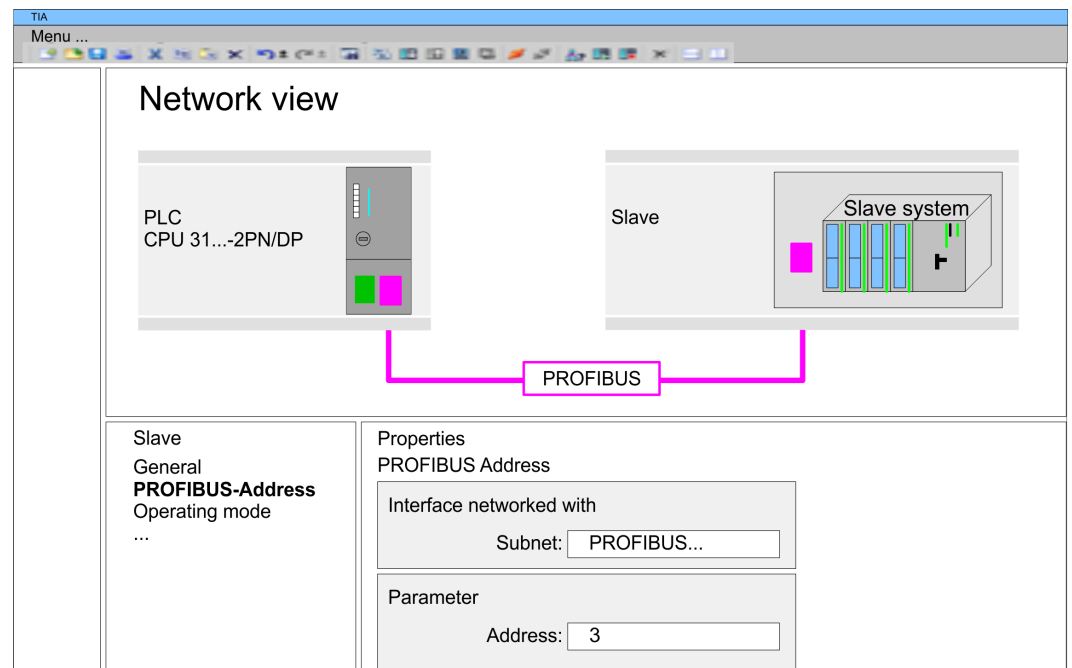 TIA
Menu ...
Network view
PLC
CPU 31...-2PN/DP
Slave
Slave system
PROFIBUS
Slave
General
PROFIBUS-Address
Operating mode
...
Properties
PROFIBUS Address
Interface networked with
Subnet: PROFIBUS...
Parameter
Address: 3